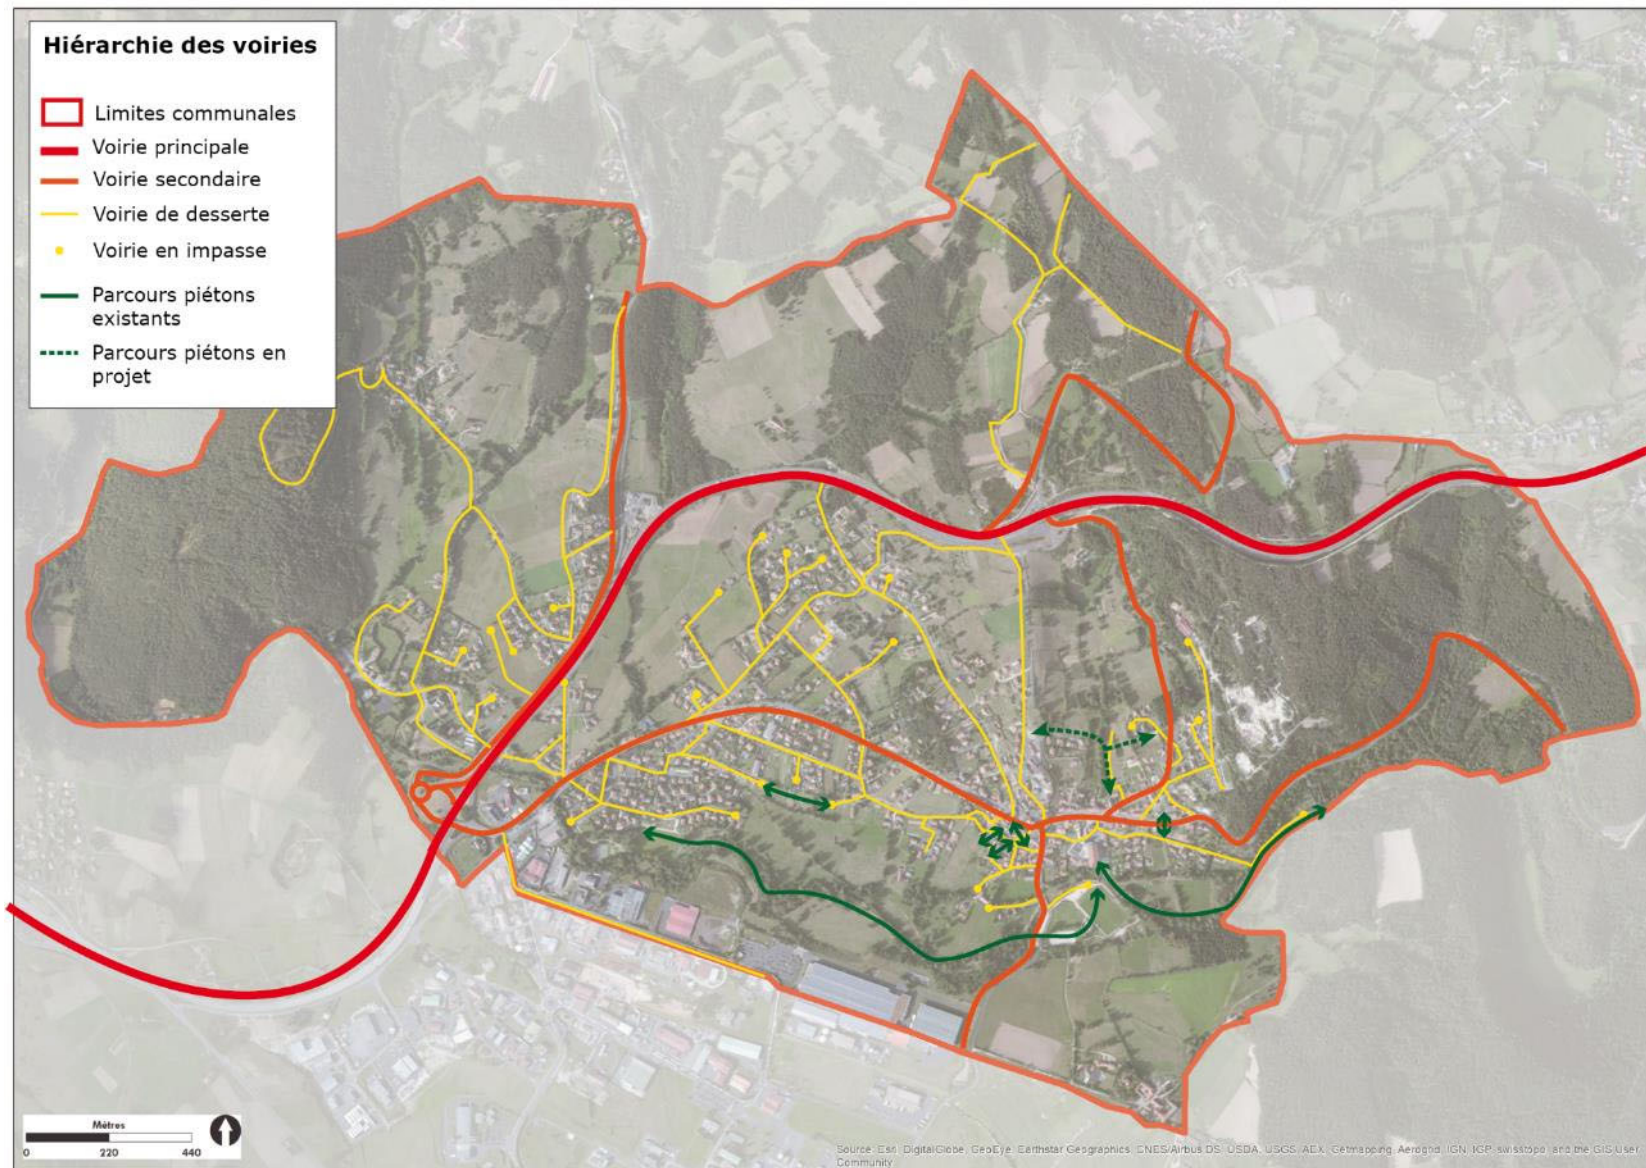 Hiérarchie des voiries
Limites communales
Voirie principale
Voirie secondaire
Voirie de desserte
Voirie en impasse
Parcours piétons
existants
Parcours piétons en
projet
Mètres
0 220 440
Source: Esri, DigitalGlobe, GeoEye, Earthstar Geographics, CNES/Airbus DS, USDA, USGS, AEX, Getmapping, Aerogrid, IGN, IGP, swisstopo, and the GIS User
Community